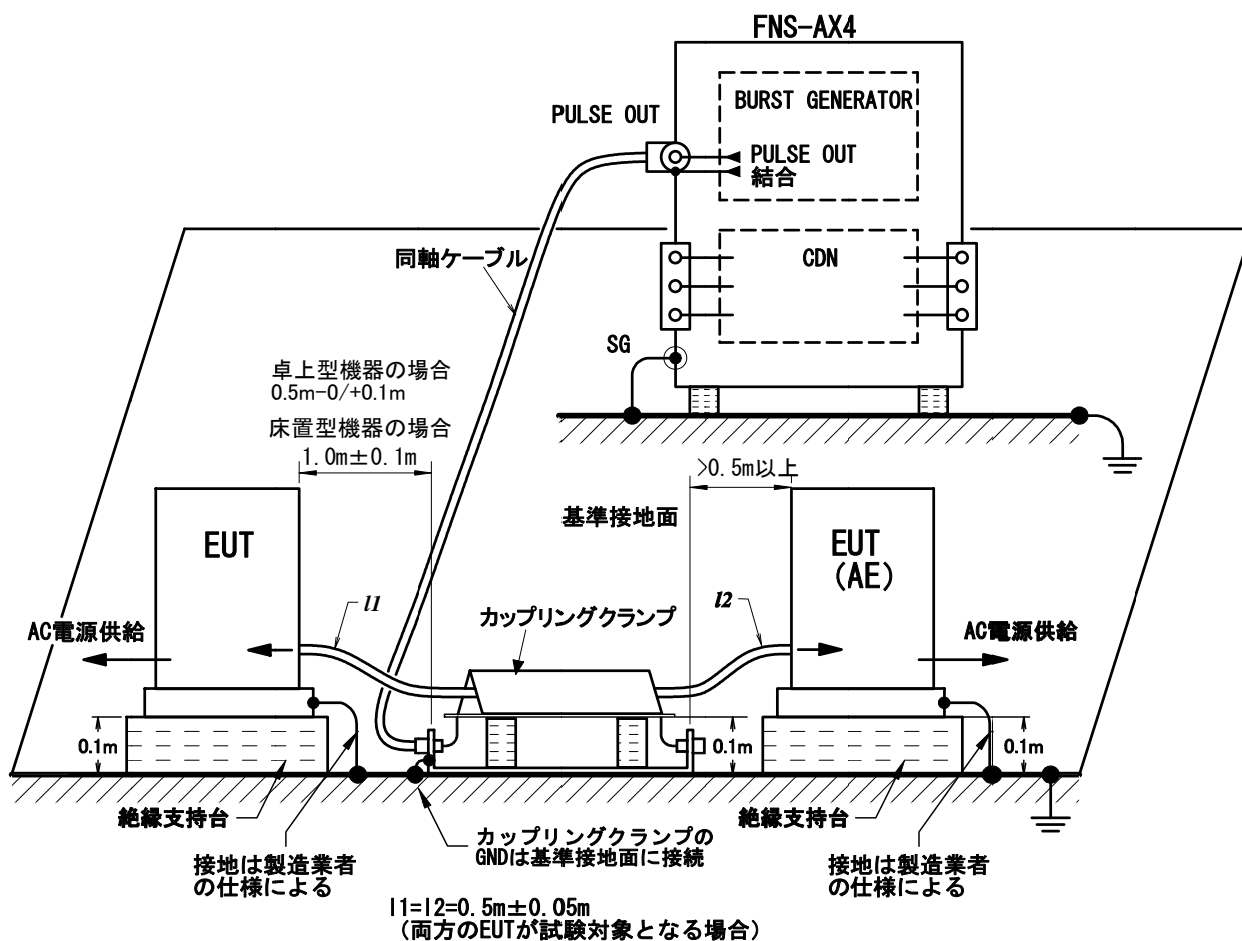 FNS-AX4
BURST GENERATOR
PULSE OUT
PULSE OUT
結合
同軸ケーブル
CDN
SG
卓上型機器の場合
0.5m-0/+0.1m
床置型機器の場合
1.0m±0.1m
>0.5m以上
基準接地面
EUT
EUT
(AE)
l1
カップリングクランプ
l2
AC電源供給
AC電源供給
0.1m
0.1m
0.1m
絶縁支持台
絶縁支持台
カップリングクランプの
GNDは基準接地面に接続
接地は製造業者
の仕様による
接地は製造業者
の仕様による
l1=l2=0.5m±0.05m
(両方のEUTが試験対象となる場合)